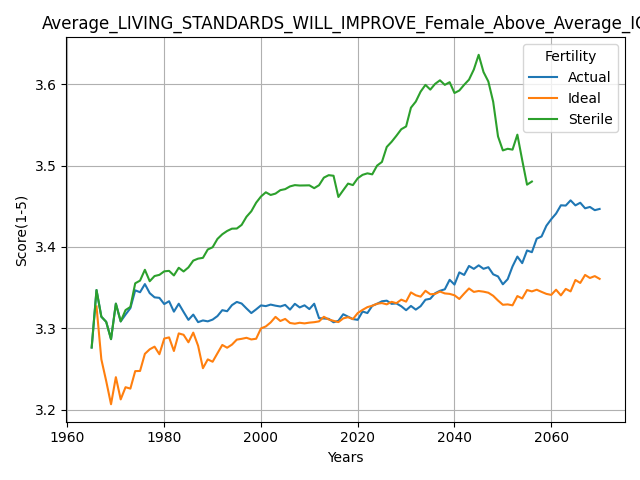 Average_LIVING_STANDARDS_WILL_IMPROVE_Female_Above_Average_IQ
Fertility
Actual
Ideal
Sterile
Score(1-5)
3.6
3.5
3.4
3.3
3.2
1960 1980 2000 2020 2040 2060
Years